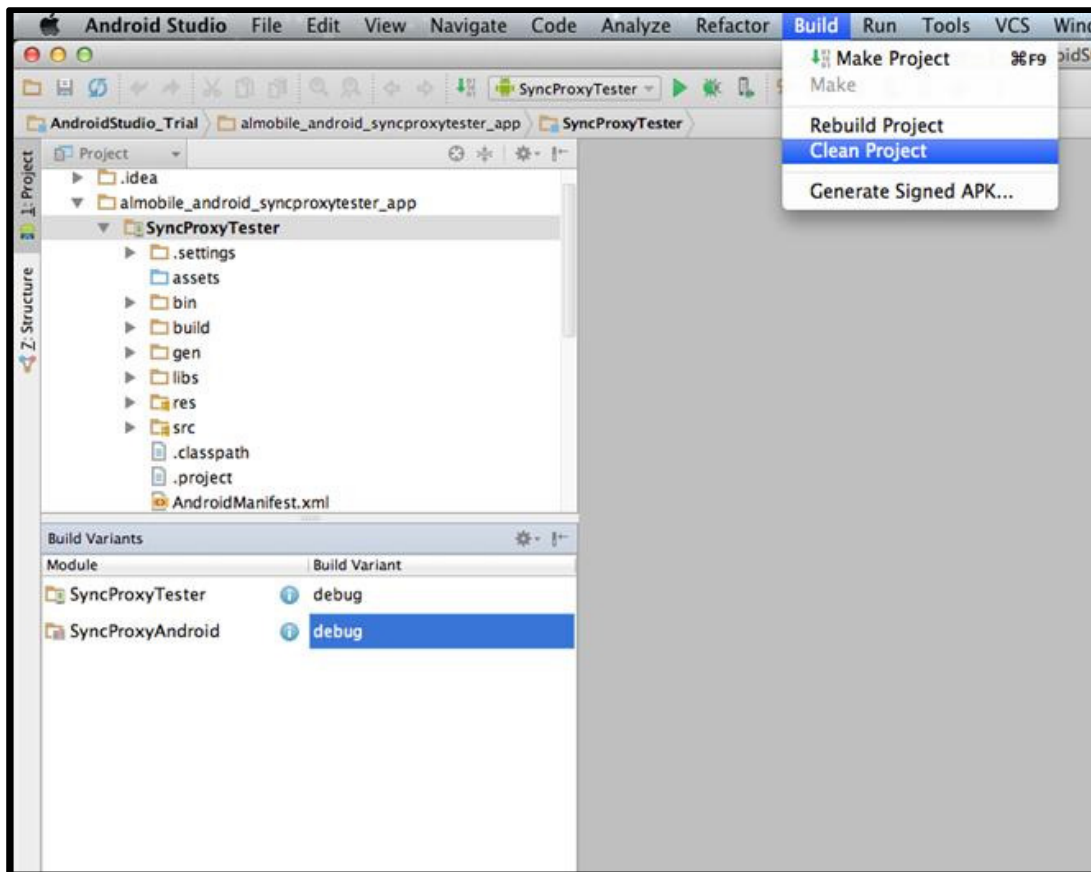 Android Studio File Edit View Navigate Code Analyze Refactor Build Run Tools VCS
Make Project ⌘F9
Make
Rebuild Project
Clean Project
Generate Signed APK...
SyncProxyTester
AndroidStudio_Trial almobile_android_syncproxytester_app SyncProxyTester
1: Project
Z: Structure
Project
.idea
almobile_android_syncproxytester_app
SyncProxyTester
.settings
assets
bin
build
gen
libs
res
src
.classpath
.project
AndroidManifest.xml
Build Variants
Module Build Variant
SyncProxyTester debug
SyncProxyAndroid debug